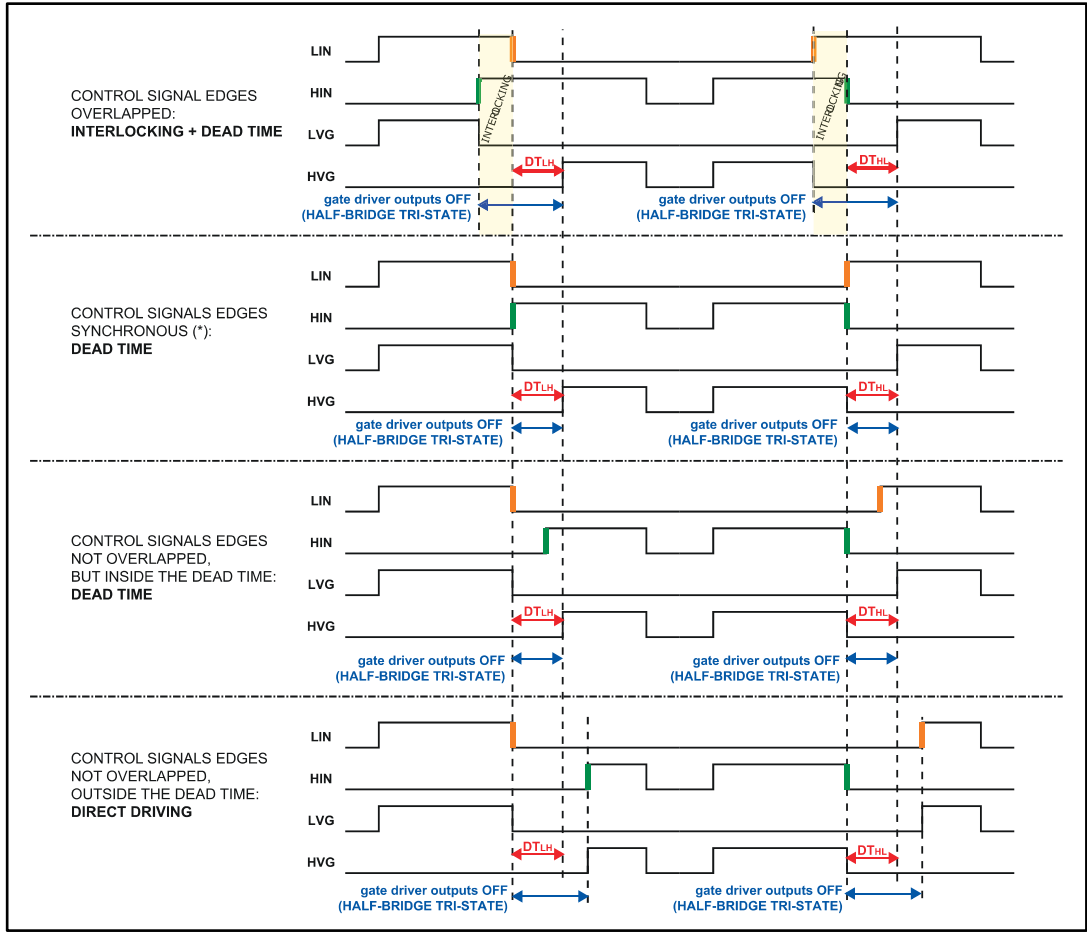 LIN
HIN
CONTROL SIGNAL EDGES
OVERLAPPED:
INTERLOCKING + DEAD TIME
INTERLOCKING
INTERLOCKING
LVG
DTLH
DTHL
HVG
gate driver outputs OFF
(HALF-BRIDGE TRI-STATE)
gate driver outputs OFF
(HALF-BRIDGE TRI-STATE)
LIN
CONTROL SIGNALS EDGES
SYNCHRONOUS (*):
DEAD TIME
HIN
LVG
DTLH
DTHL
HVG
gate driver outputs OFF
(HALF-BRIDGE TRI-STATE)
gate driver outputs OFF
(HALF-BRIDGE TRI-STATE)
LIN
CONTROL SIGNALS EDGES
NOT OVERLAPPED,
BUT INSIDE THE DEAD TIME:
DEAD TIME
HIN
LVG
DTLH
DTHL
HVG
gate driver outputs OFF
(HALF-BRIDGE TRI-STATE)
gate driver outputs OFF
(HALF-BRIDGE TRI-STATE)
LIN
CONTROL SIGNALS EDGES
NOT OVERLAPPED,
OUTSIDE THE DEAD TIME:
DIRECT DRIVING
HIN
LVG
DTLH
DTHL
HVG
gate driver outputs OFF
(HALF-BRIDGE TRI-STATE)
gate driver outputs OFF
(HALF-BRIDGE TRI-STATE)